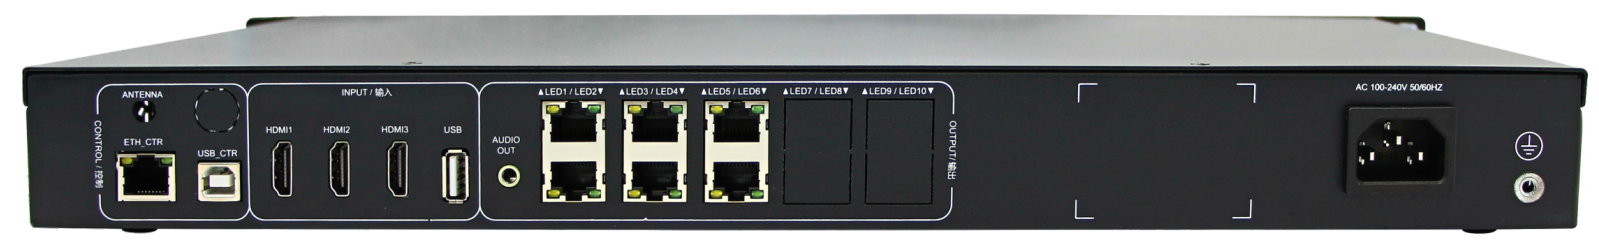 ANTENNA
ETH_CTR
USB_CTR
CONTROL / 控制
INPUT / 输入
HDMI1
HDMI2
HDMI3
USB
AUDIO
OUT
▲LED1 / LED2▼
▲LED3 / LED4▼
▲LED5 / LED6▼
▲LED7 / LED8▼
▲LED9 / LED10▼
OUTPUT / 输出
AC 100-240V 50/60HZ